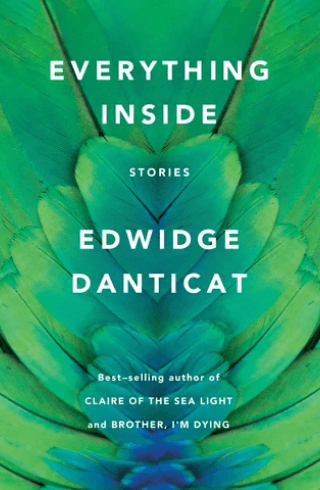 EVERYTHING
INSIDE
STORIES
EDWIDGE
DANTICAT
Best–selling author of
CLAIRE OF THE SEA LIGHT
and BROTHER, I'M DYING